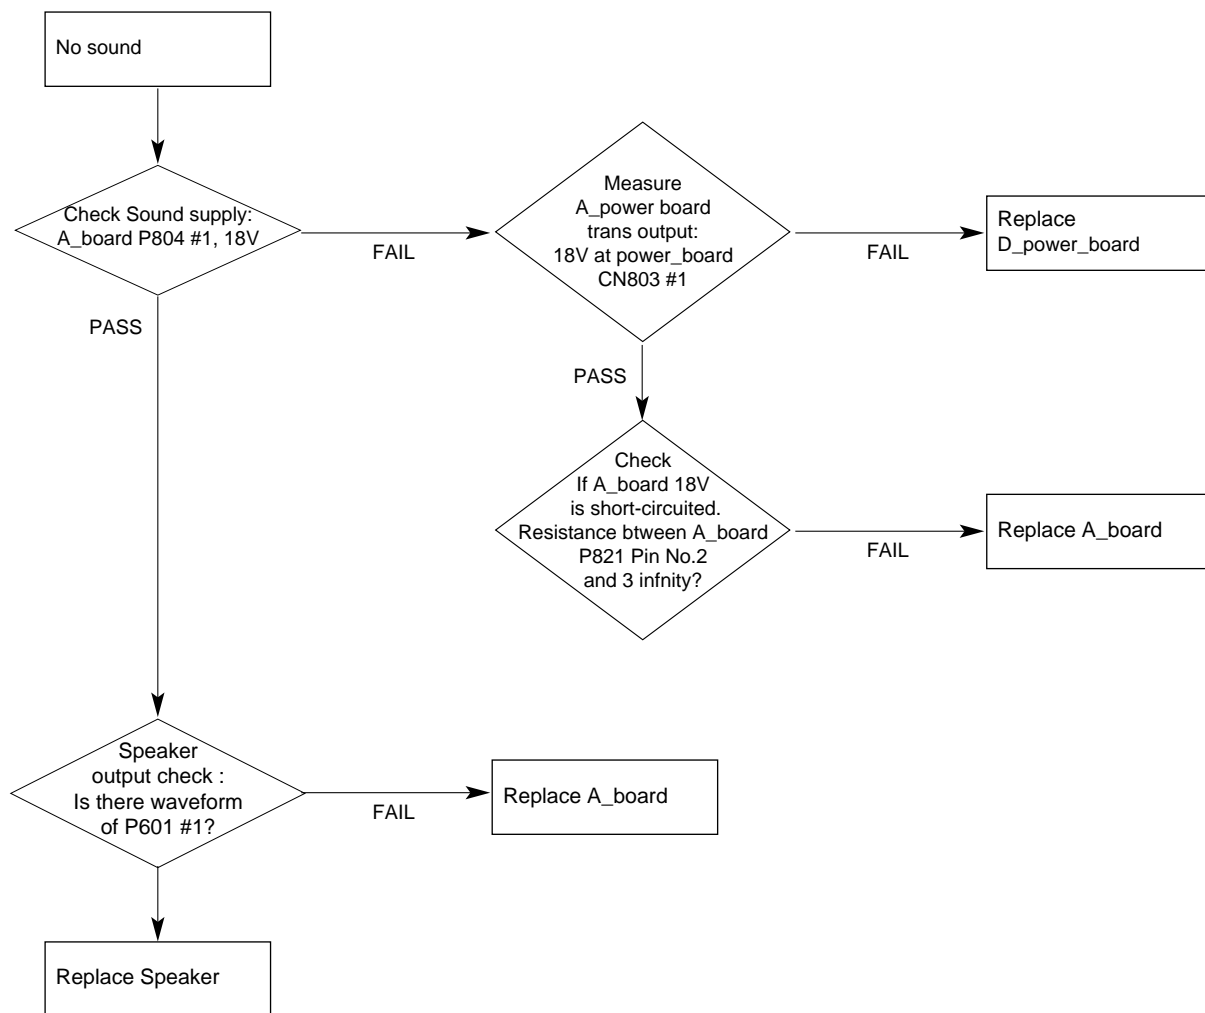 No sound
Check Sound supply:
A_board P804 #1, 18V
FAIL
Measure
A_power board
trans output:
18V at power_board
CN803 #1
FAIL
Replace
D_power_board
PASS
PASS
Check
If A_board 18V
is short-circuited.
Resistance btween A_board
P821 Pin No.2
and 3 infnity?
FAIL
Replace A_board
Speaker
output check :
Is there waveform
of P601 #1?
FAIL
Replace A_board
Replace Speaker